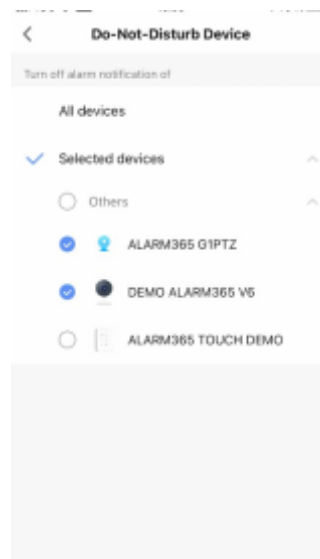 Do-Not-Disturb Device
Turn off alarm notification of
All devices
Selected devices
Others
ALARM365 G1PTZ
DEMO ALARM365 V6
ALARM365 TOUCH DEMO